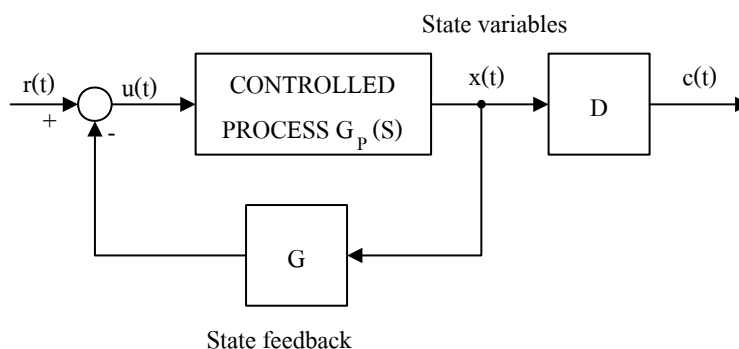 State variables
r(t)
u(t)
CONTROLLED
PROCESS G_P (S)
x(t)
D
c(t)
+
-
G
State feedback